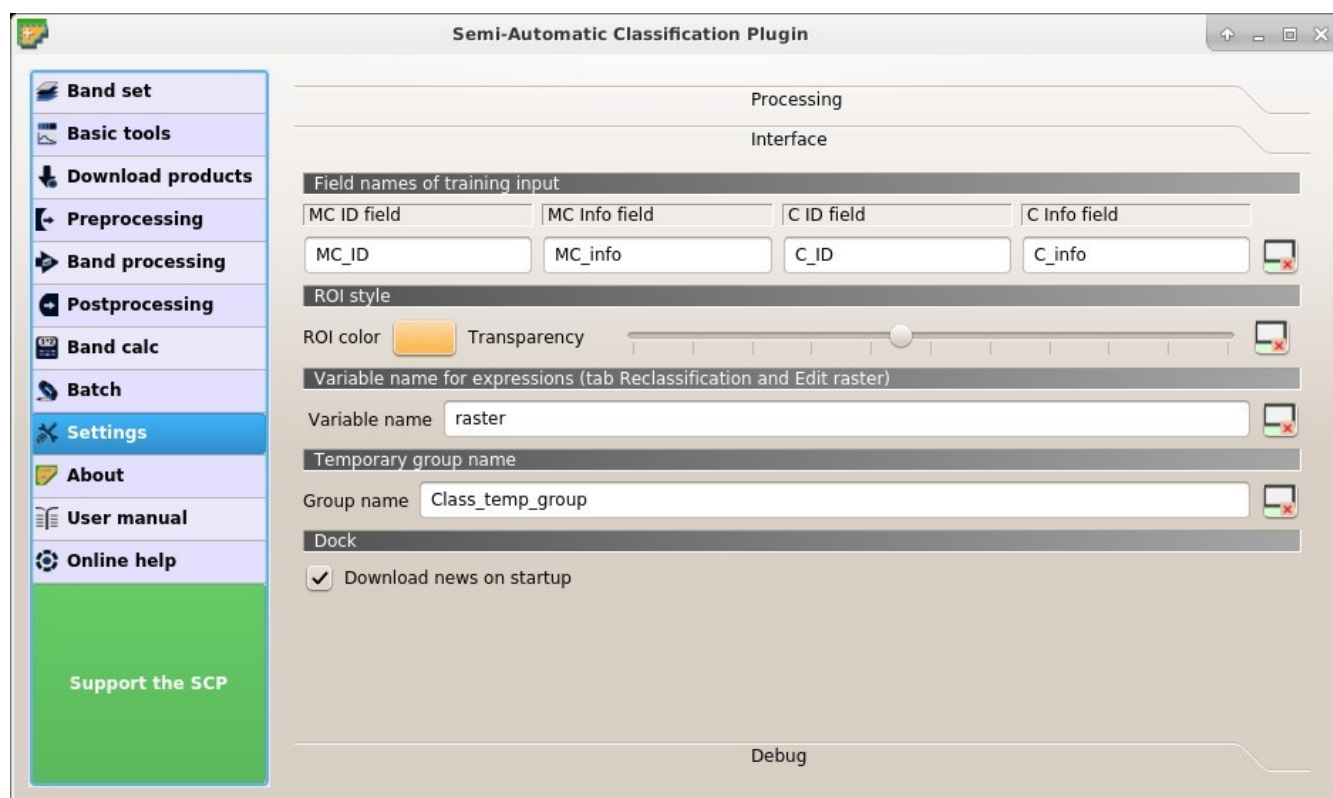 Semi-Automatic Classification Plugin
Band set
Basic tools
Download products
Preprocessing
Band processing
Postprocessing
Band calc
Batch
Settings
About
User manual
Online help
Support the SCP
Processing
Interface
Field names of training input
MC ID field MC Info field C ID field C Info field
MC_ID MC_info C_ID C_info
ROI style
ROI color Transparency
Variable name for expressions (tab Reclassification and Edit raster)
Variable name raster
Temporary group name
Group name Class_temp_group
Dock
Download news on startup
Debug